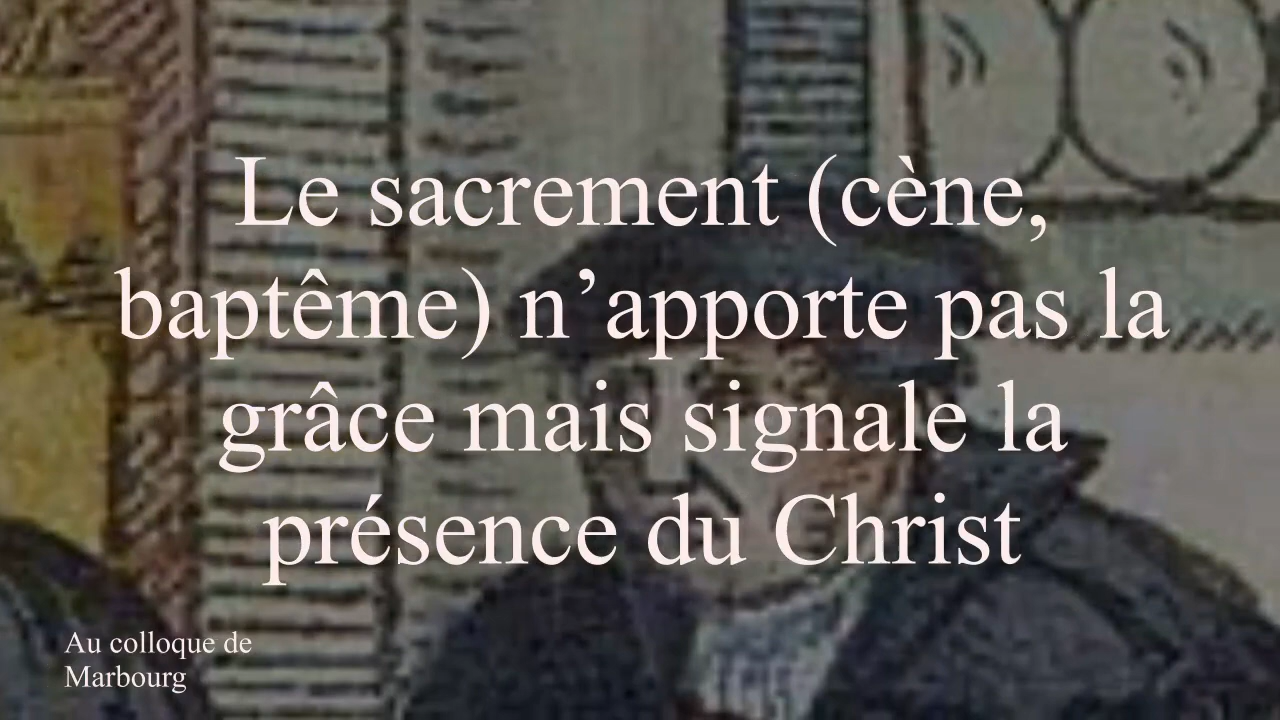 Le sacrement (cène,
baptême) n’apporte pas la
grâce mais signale la
présence du Christ
Au colloque de
Marbourg